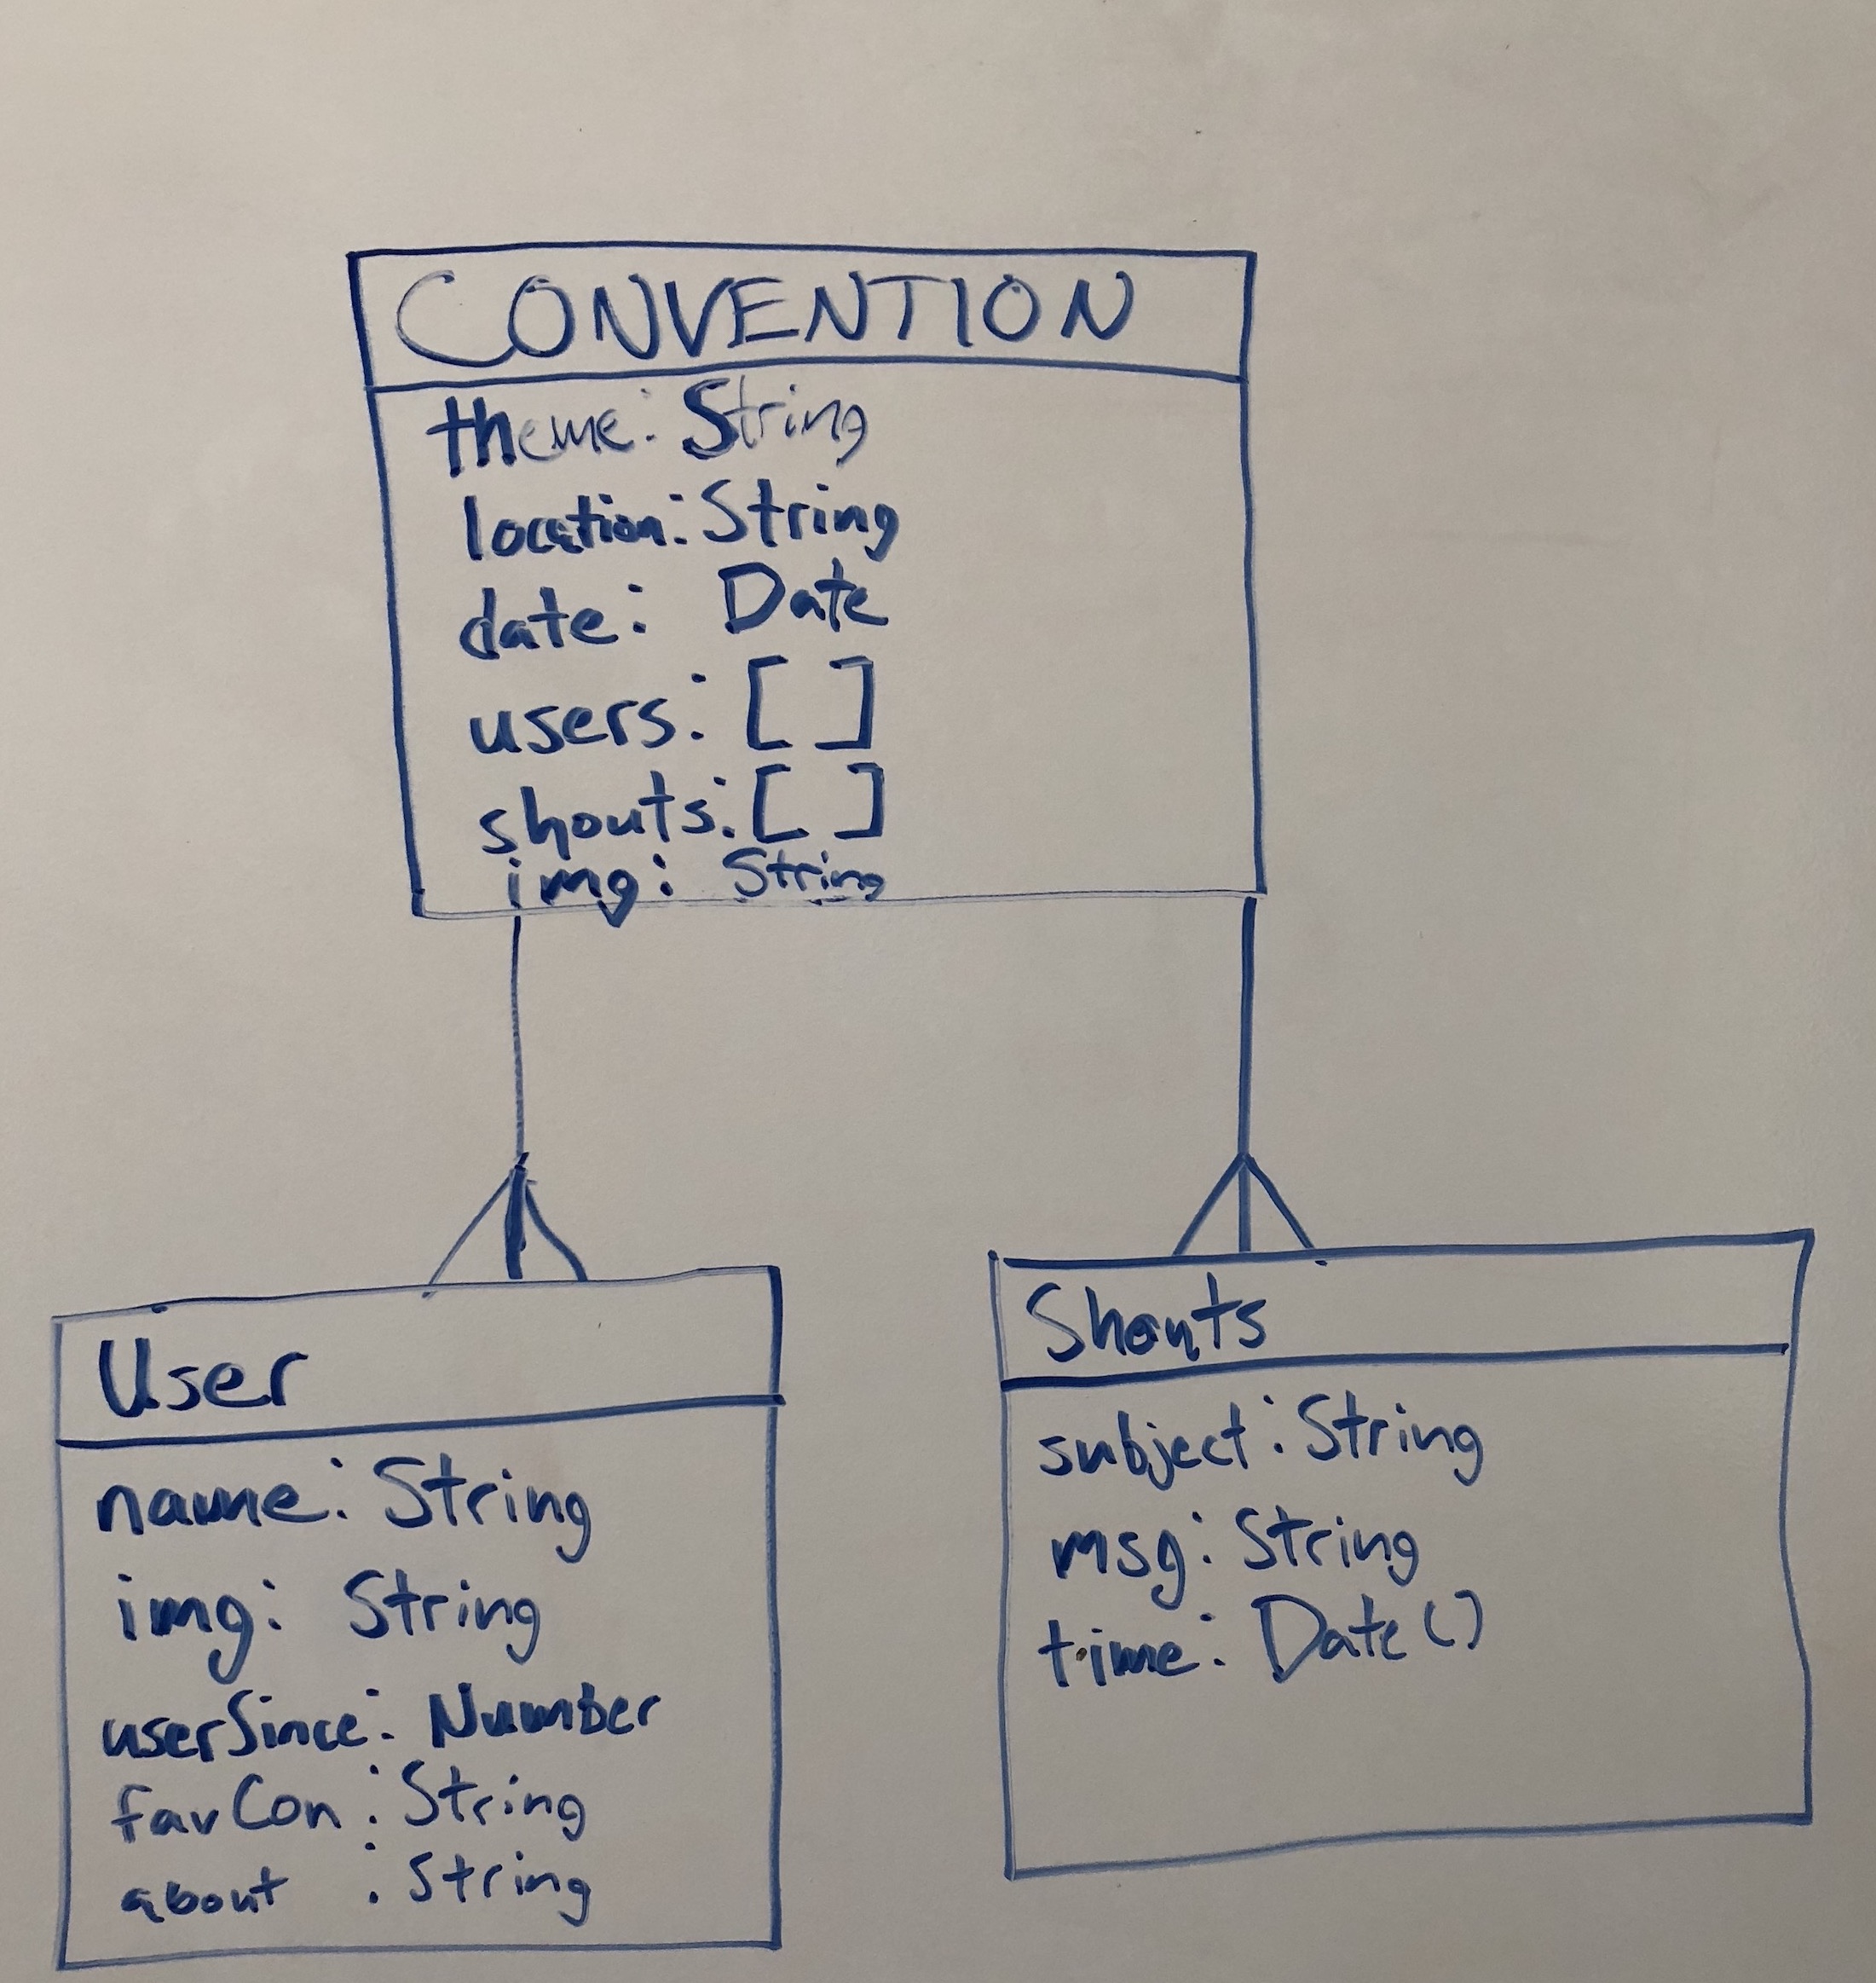 CONVENTION
theme: String
location: String
date: Date
users: [ ]
shouts: [ ]
img: String
User
name: String
img: String
userSince: Number
favCon: String
about : String
Shouts
subject: String
msg: String
time: Date()